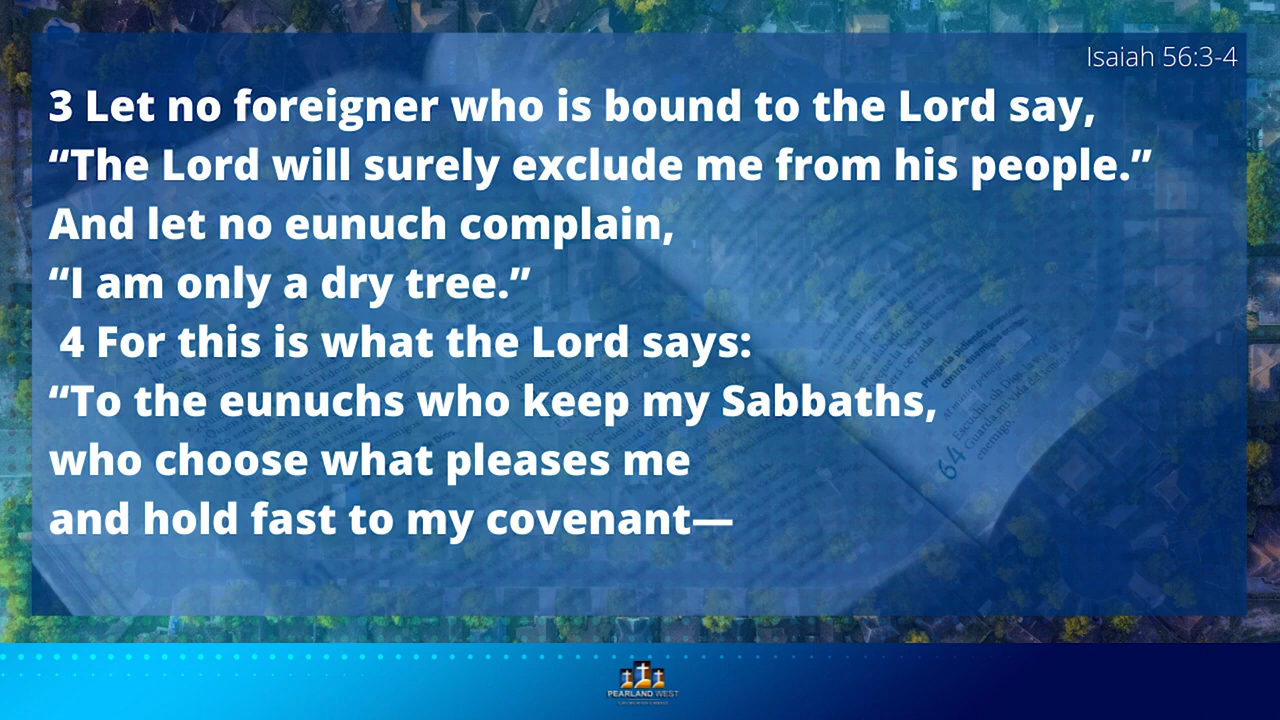 Isaiah 56:3-4
3 Let no foreigner who is bound to the Lord say,
“The Lord will surely exclude me from his people.”
And let no eunuch complain,
“I am only a dry tree.”
4 For this is what the Lord says:
“To the eunuchs who keep my Sabbaths,
who choose what pleases me
and hold fast to my covenant—
64
PEARLAND WEST